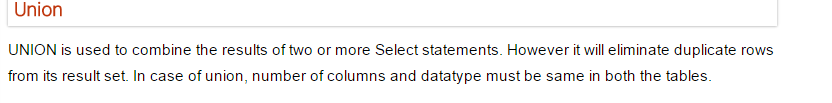 Union
UNION is used to combine the results of two or more Select statements. However it will eliminate duplicate rows
from its result set. In case of union, number of columns and datatype must be same in both the tables.